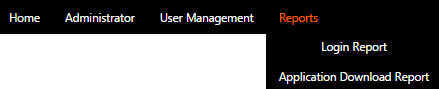 Home Administrator User Management Reports
Login Report
Application Download Report